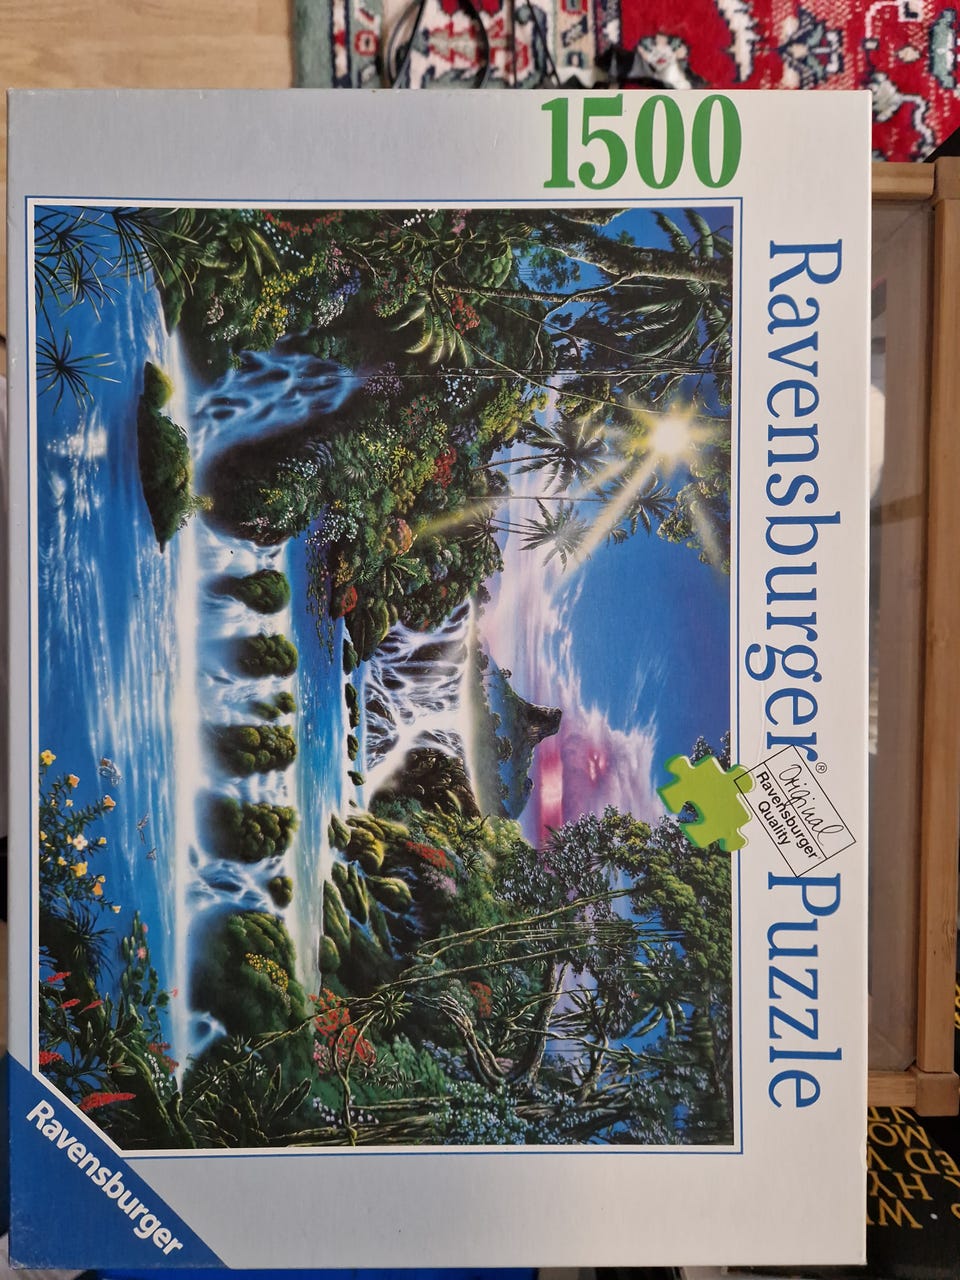 1500
Ravensburger® Puzzle
Original
Ravensburger
Quality
Ravensburger